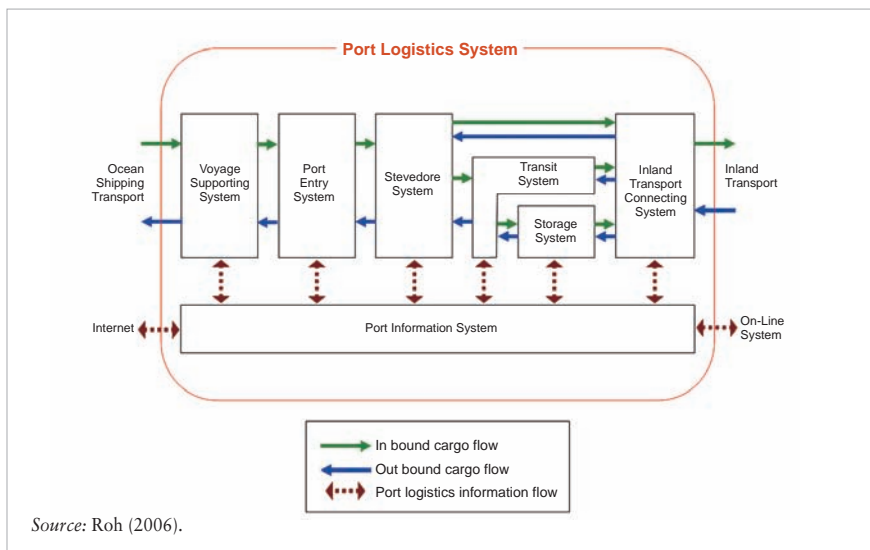 Port Logistics System
Ocean
Shipping
Transport
Voyage
Supporting
System
Port
Entry
System
Stevedore
System
Transit
System
Storage
System
Inland
Transport
Connecting
System
Inland
Transport
Internet
Port Information System
On-Line
System
In bound cargo flow
Out bound cargo flow
Port logistics information flow
Source: Roh (2006).